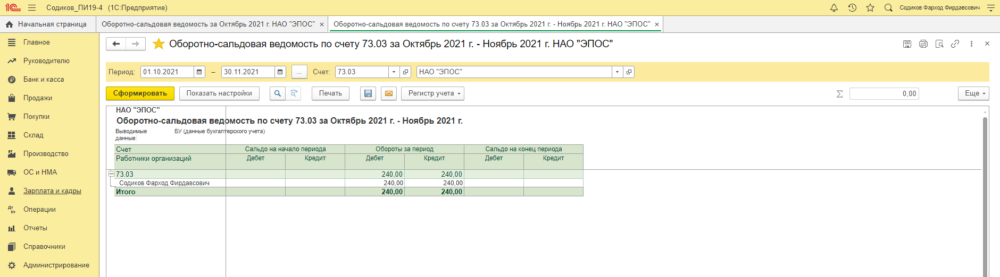 1С Содиков_ПИ19-4 (1С:Предприятие) Содиков Фарход Фирдавсович
Начальная страница Оборотно-сальдовая ведомость за Октябрь 2021 г. НАО "ЭПОС" × Оборотно-сальдовая ведомость по счету 73.03 за Октябрь 2021 г. - Ноябрь 2021 г. НАО "ЭПОС" ×
Главное
Руководителю
Банк и касса
Продажи
Покупки
Склад
Производство
ОС и НМА
Зарплата и кадры
Дт Кт Операции
Отчеты
Справочники
Администрирование
Оборотно-сальдовая ведомость по счету 73.03 за Октябрь 2021 г. - Ноябрь 2021 г. НАО "ЭПОС"
Период: 01.10.2021 – 30.11.2021 ... Счет: 73.03 НАО "ЭПОС"
Сформировать Показать настройки Печать Регистр учета Σ 0,00 Еще
НАО "ЭПОС"
Оборотно-сальдовая ведомость по счету 73.03 за Октябрь 2021 г. - Ноябрь 2021 г.
Выводимые БУ (данные бухгалтерского учета)
данные:
Счет Сальдо на начало периода Обороты за период Сальдо на конец периода
Работники организаций Дебет Кредит Дебет Кредит Дебет Кредит
73.03 240,00 240,00
Содиков Фарход Фирдавсович 240,00 240,00
Итого 240,00 240,00